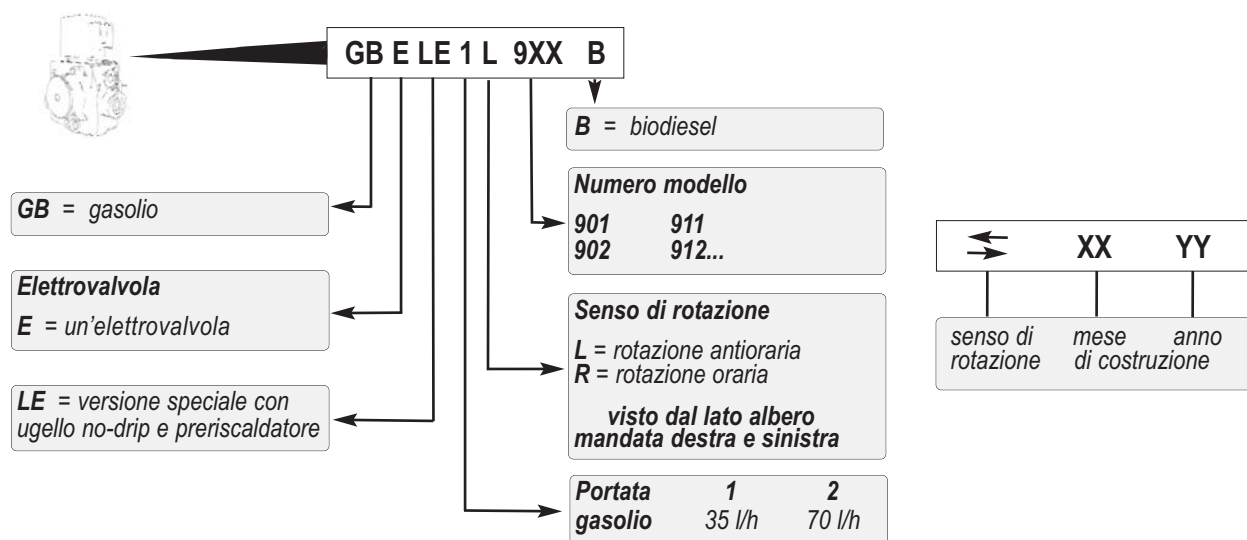 GB E LE 1 L 9XX B
B = biodiesel
GB = gasolio
Numero modello
901 911
902 912...
Elettrovalvola
E = un'elettrovalvola
Senso di rotazione
L = rotazione antioraria
R = rotazione oraria
visto dal lato albero
mandata destra e sinistra
LE = versione speciale con
ugello no-drip e preriscaldatore
Portata 1 2
gasolio 35 l/h 70 l/h
XX YY
senso di mese anno
rotazione di costruzione